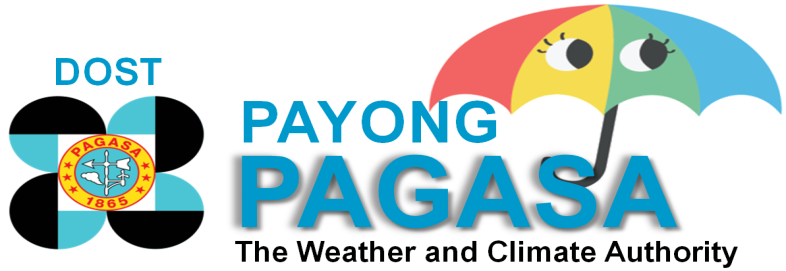 DOST
PAGASA
1865
PAYONG
PAGASA
The Weather and Climate Authority